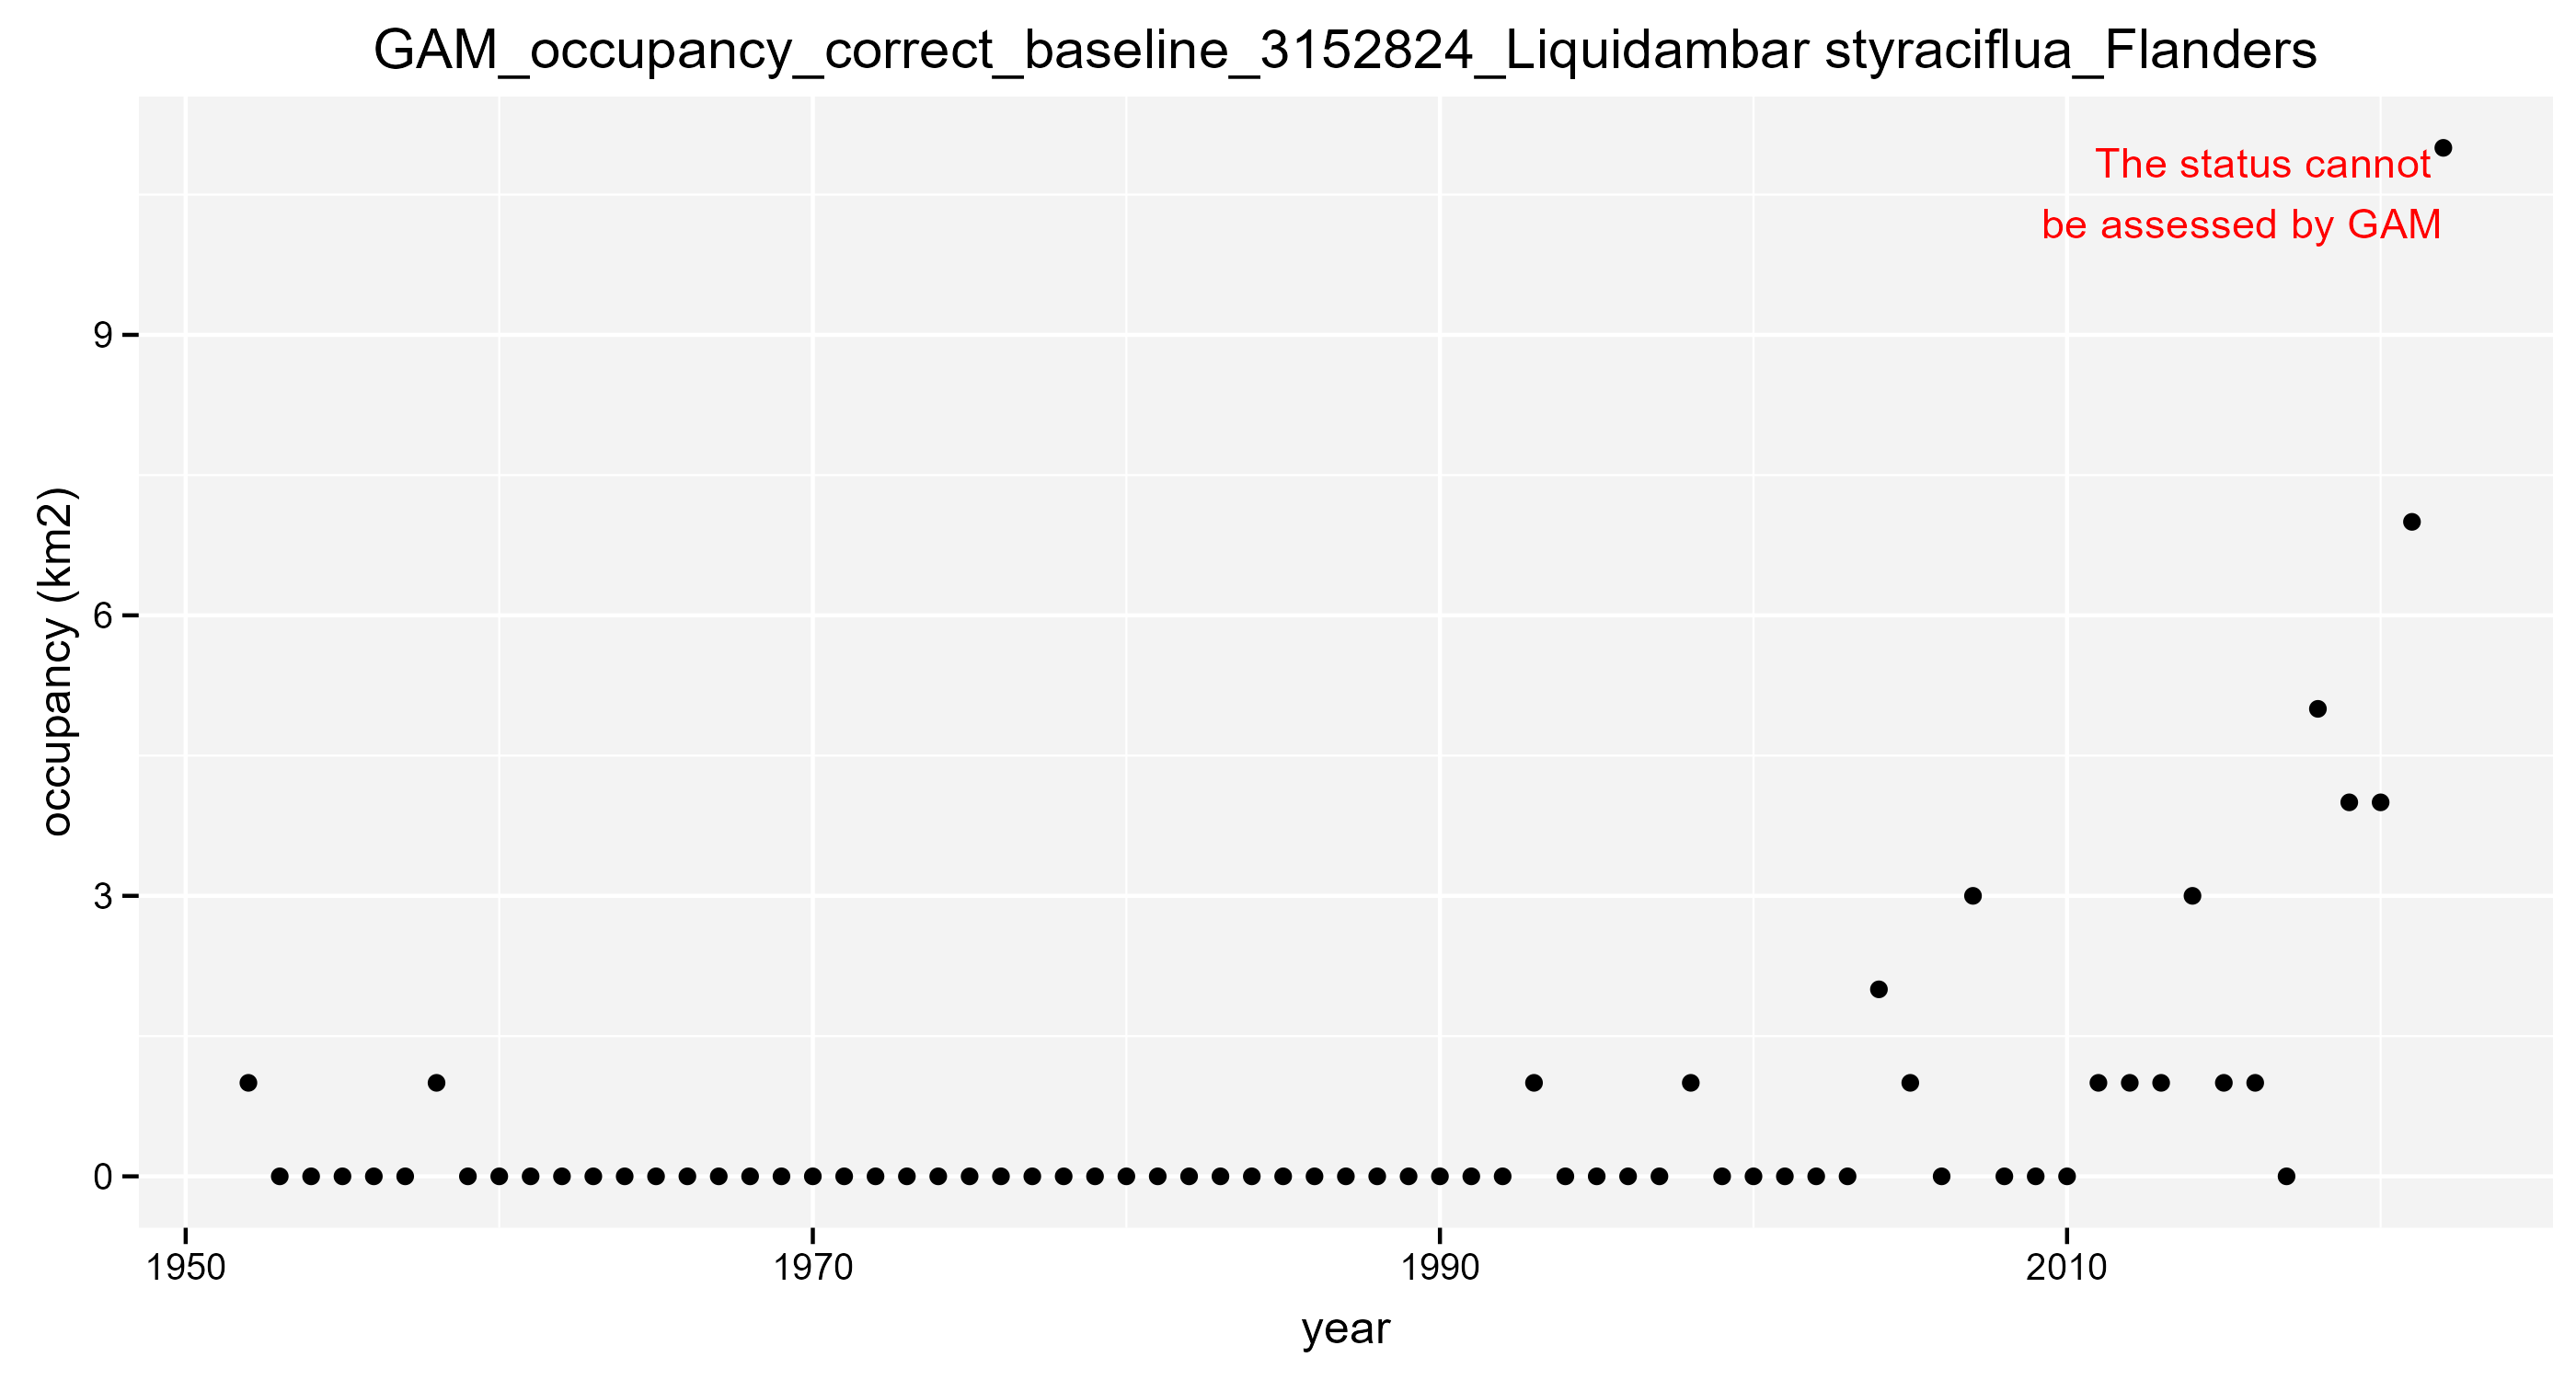 GAM_occupancy_correct_baseline_3152824_Liquidambar styraciflua_Flanders
The status cannot
be assessed by GAM
occupancy (km2)
9
6
3
0
1950
1970
1990
2010
year